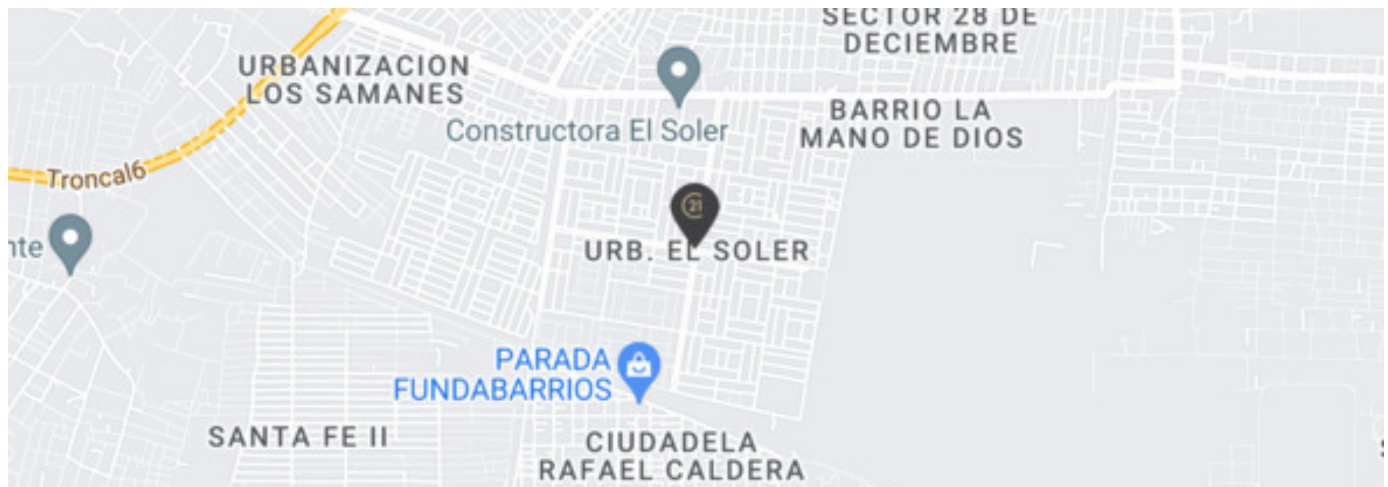 SECTOR 28 DE
DECIEMBRE
URBANIZACION
LOS SAMANES
BARRIO LA
MANO DE DIOS
Constructora El Soler
Troncal6
21
nte
URB. EL SOLER
PARADA
FUNDABARRIOS
SANTA FE II
CIUDADELA
RAFAEL CALDERA